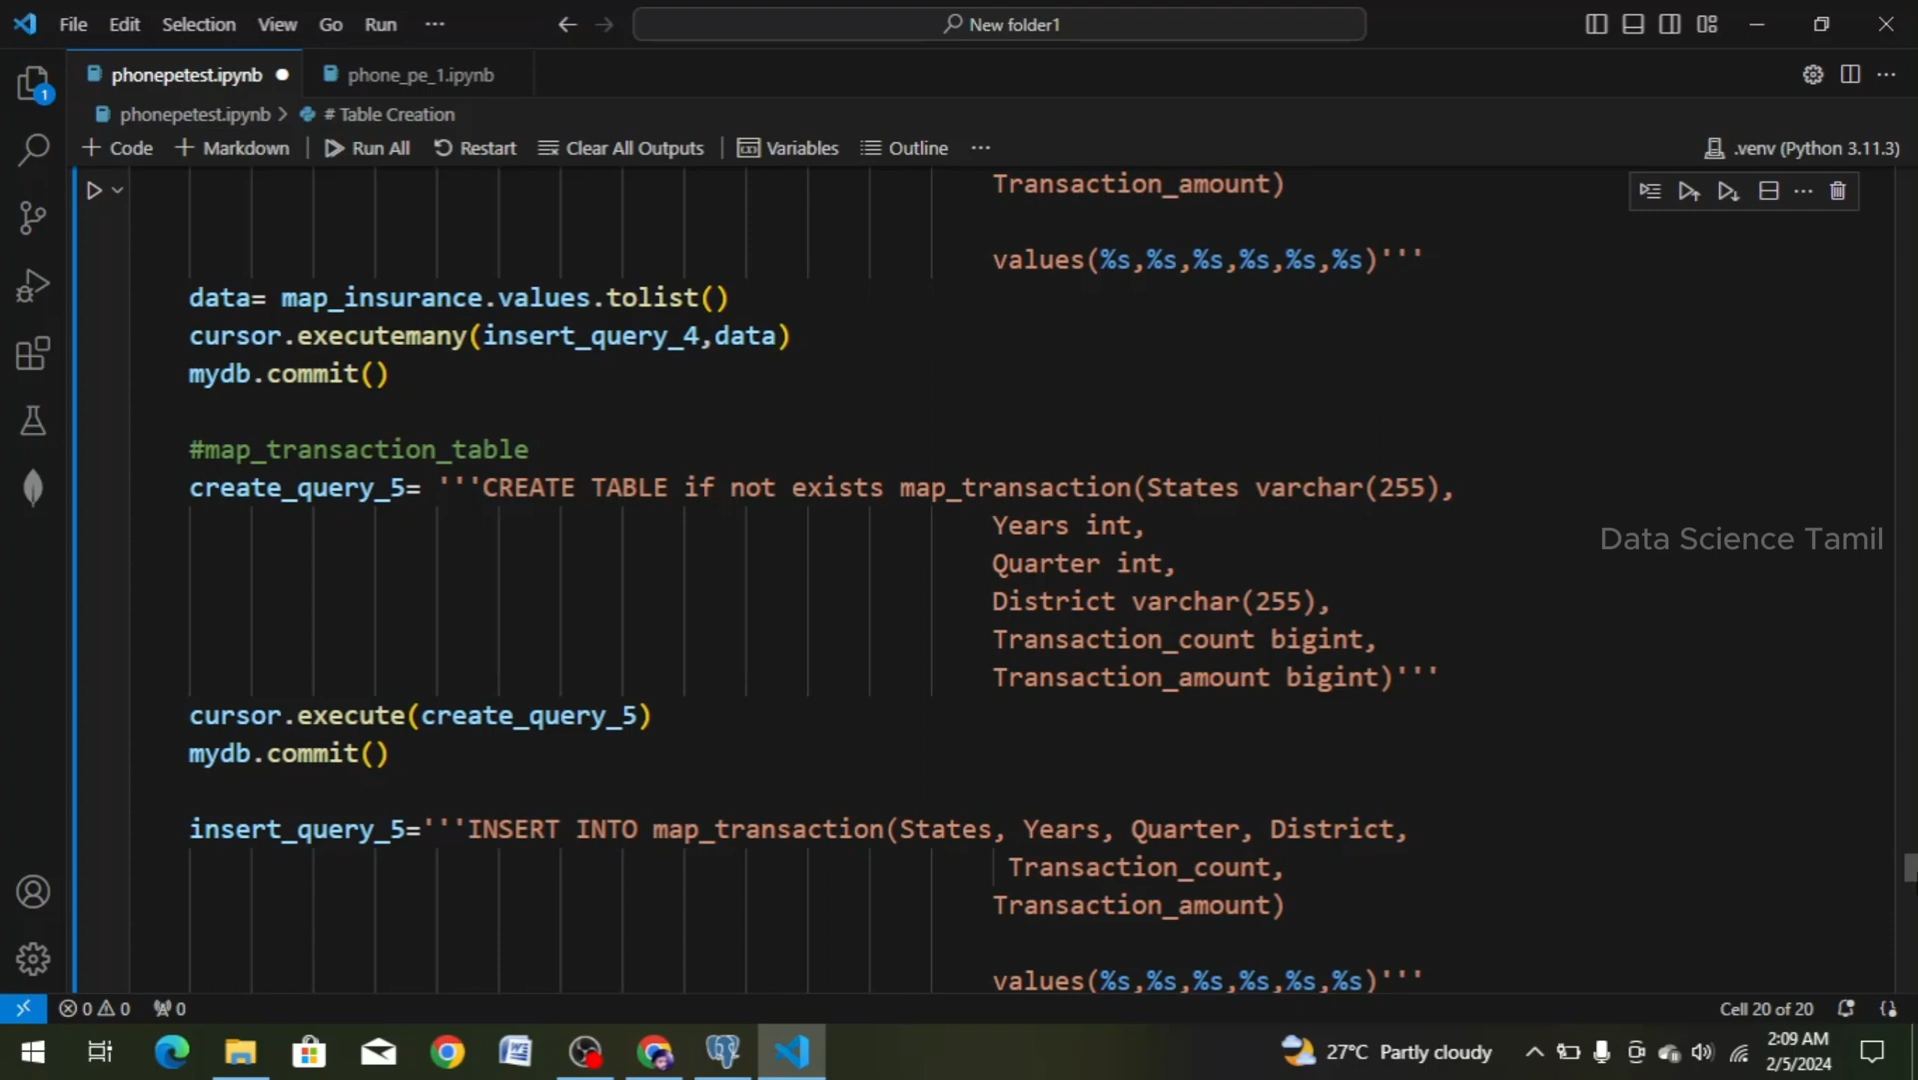 File Edit Selection View Go Run ···
New folder1
phonepetest.ipynb
phone_pe_1.ipynb
1
phonepetest.ipynb > # Table Creation
+ Code + Markdown Run All Restart Clear All Outputs Variables Outline ···
.venv (Python 3.11.3)
Transaction_amount)
values(%s,%s,%s,%s,%s,%s)'''
data= map_insurance.values.tolist()
cursor.executemany(insert_query_4,data)
mydb.commit()
#map_transaction_table
create_query_5= '''CREATE TABLE if not exists map_transaction(States varchar(255),
Years int,
Quarter int,
District varchar(255),
Transaction_count bigint,
Transaction_amount bigint)'''
Data Science Tamil
cursor.execute(create_query_5)
mydb.commit()
insert_query_5='''INSERT INTO map_transaction(States, Years, Quarter, District,
Transaction_count,
Transaction_amount)
values(%s,%s,%s,%s,%s,%s)'''
0 0 0
Cell 20 of 20
27°C Partly cloudy
2:09 AM
2/5/2024